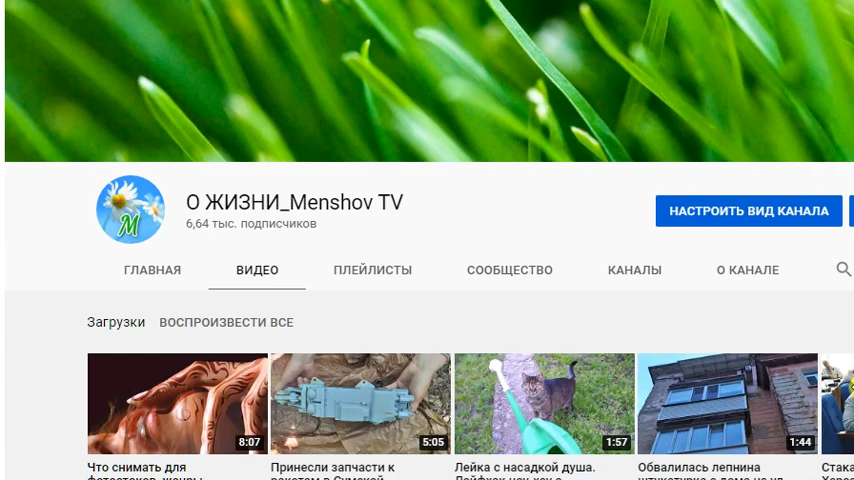 О ЖИЗНИ_Menshov TV
6,64 тыс. подписчиков
НАСТРОИТЬ ВИД КАНАЛА
ГЛАВНАЯ ВИДЕО ПЛЕЙЛИСТЫ СООБЩЕСТВО КАНАЛЫ О КАНАЛЕ
Загрузки ВОСПРОИЗВЕСТИ ВСЕ
M
8:07 5:05 1:57 1:44
Что снимать для
Принесли запчасти к
Лейка с насадкой душа.
Обвалилась лепнина